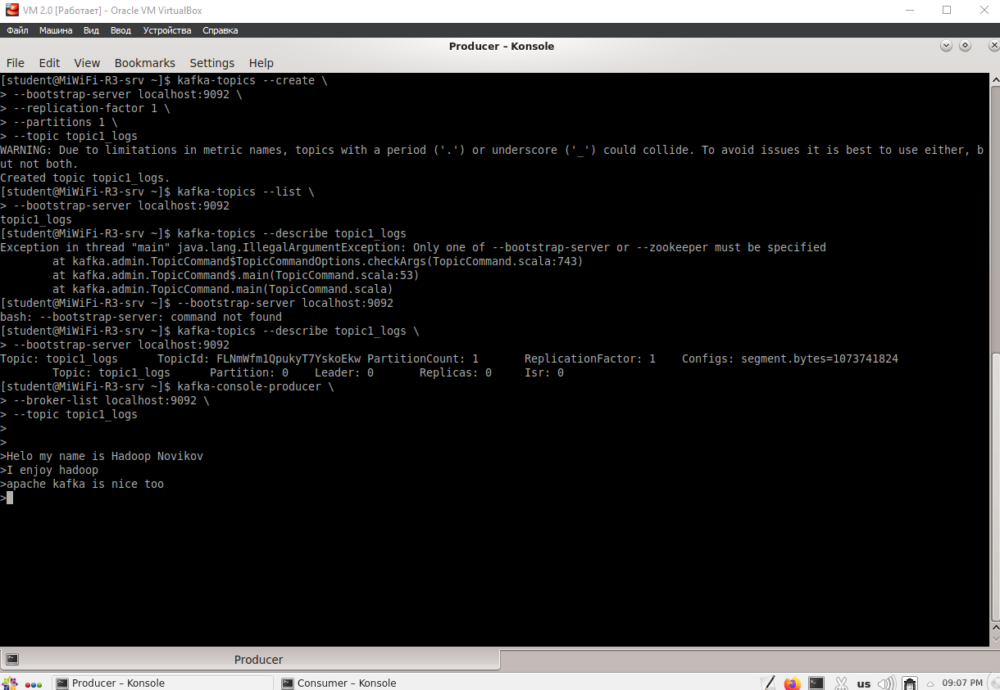 VM 2.0 [Работает] - Oracle VM VirtualBox
Файл Машина Вид Ввод Устройства Справка
Producer – Konsole
File Edit View Bookmarks Settings Help
[student@MiWiFi-R3-srv ~]$ kafka-topics --create \
> --bootstrap-server localhost:9092 \
> --replication-factor 1 \
> --partitions 1 \
> --topic topic1_logs
WARNING: Due to limitations in metric names, topics with a period ('.') or underscore ('_') could collide. To avoid issues it is best to use either, b
ut not both.
Created topic topic1_logs.
[student@MiWiFi-R3-srv ~]$ kafka-topics --list \
> --bootstrap-server localhost:9092
topic1_logs
[student@MiWiFi-R3-srv ~]$ kafka-topics --describe topic1_logs
Exception in thread "main" java.lang.IllegalArgumentException: Only one of --bootstrap-server or --zookeeper must be specified
        at kafka.admin.TopicCommand$TopicCommandOptions.checkArgs(TopicCommand.scala:743)
        at kafka.admin.TopicCommand$.main(TopicCommand.scala:53)
        at kafka.admin.TopicCommand.main(TopicCommand.scala)
[student@MiWiFi-R3-srv ~]$ --bootstrap-server localhost:9092
bash: --bootstrap-server: command not found
[student@MiWiFi-R3-srv ~]$ kafka-topics --describe topic1_logs \
> --bootstrap-server localhost:9092
Topic: topic1_logs      TopicId: FLNmWfm1QpukyT7YskoEkw PartitionCount: 1       ReplicationFactor: 1    Configs: segment.bytes=1073741824
        Topic: topic1_logs      Partition: 0    Leader: 0       Replicas: 0     Isr: 0
[student@MiWiFi-R3-srv ~]$ kafka-console-producer \
> --broker-list localhost:9092 \
> --topic topic1_logs
>
>
>Helo my name is Hadoop Novikov
>I enjoy hadoop
>apache kafka is nice too
>
Producer
Producer – Konsole Consumer – Konsole us 09:07 PM